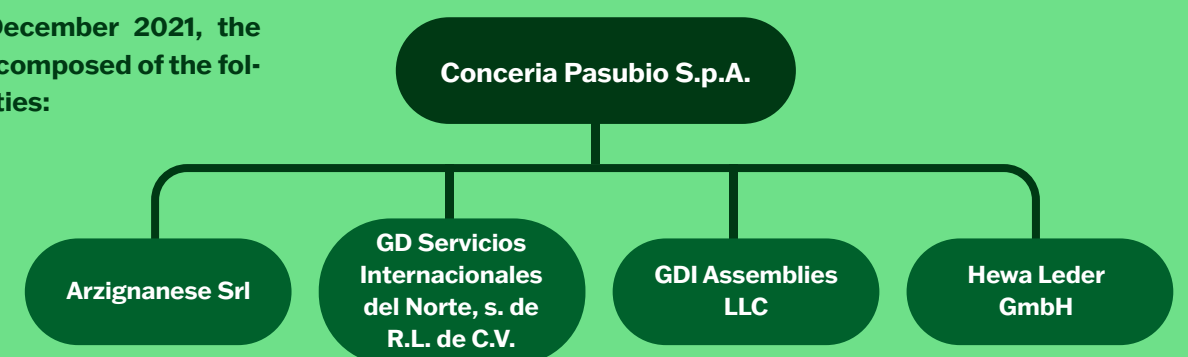 December 2021, the
composed of the fol-
ties:
Conceria Pasubio S.p.A.
Arzignanese Srl
GD Servicios
Internacionales
del Norte, s. de
R.L. de C.V.
GDI Assemblies
LLC
Hewa Leder
GmbH